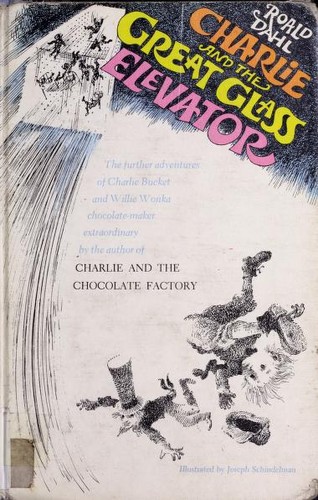 ROALD
DAHL
CHARLIE
AND THE
GREAT GLASS
ELEVATOR
The further adventures
of Charlie Bucket
and Willie Wonka
chocolate-maker
extraordinary
by the author of
CHARLIE AND THE
CHOCOLATE FACTORY
Illustrated by Joseph Schindelman